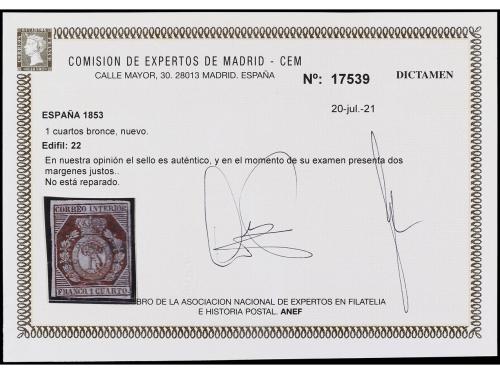 COMISION DE EXPERTOS DE MADRID - CEM
CALLE MAYOR, 30. 28013 MADRID. ESPAÑA
Nº: 17539
DICTAMEN
20-jul.-21
ESPAÑA 1853
1 cuartos bronce, nuevo.
Edifil: 22
En nuestra opinión el sello es auténtico, y en el momento de su examen presenta dos
margenes justos..
No está reparado.
CORREO INTERIOR
FRANCO 1 CUARTO
BRO DE LA ASOCIACION NACIONAL DE EXPERTOS EN FILATELIA
E HISTORIA POSTAL. ANEF